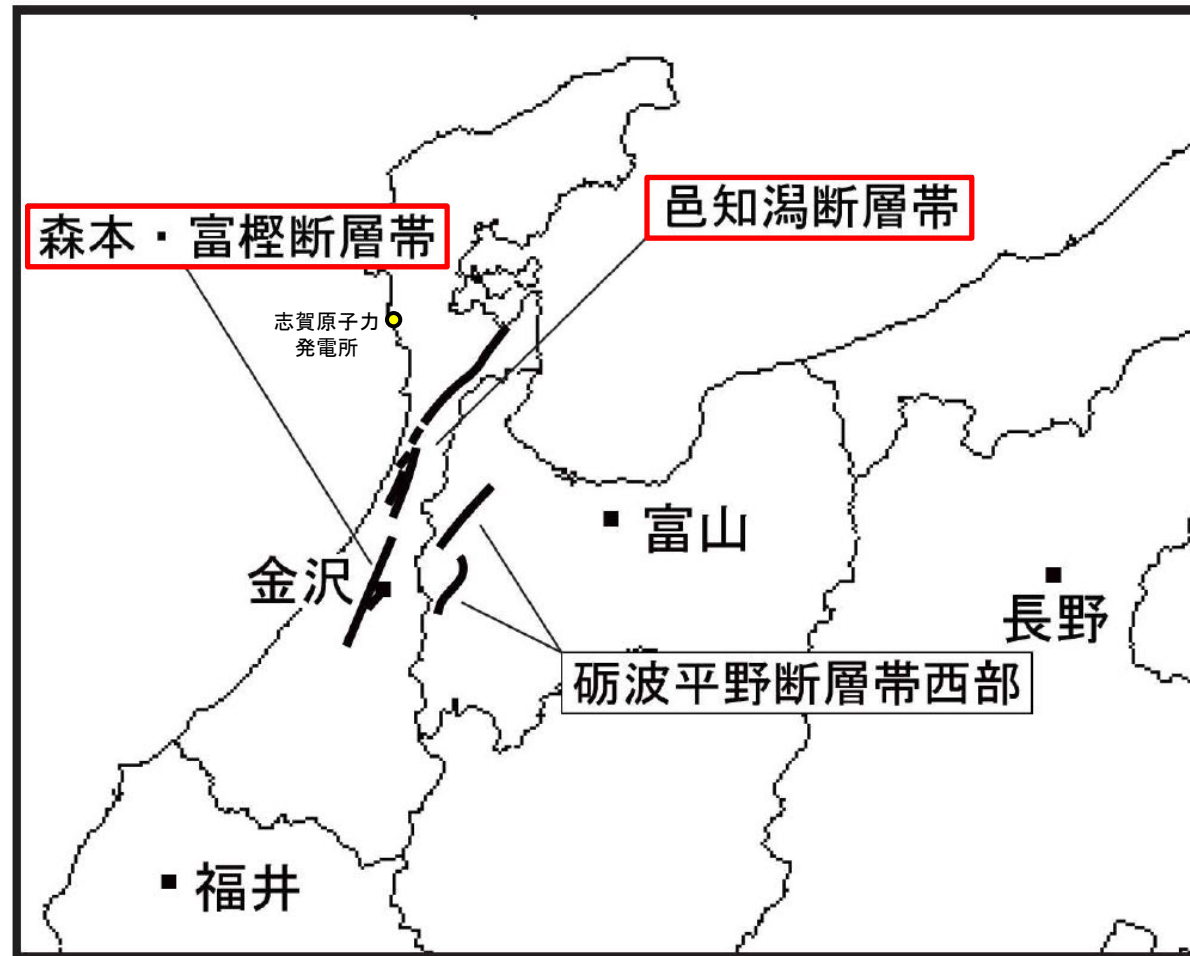 邑知潟断層帯
森本・富樫断層帯
志賀原子力
発電所
富山
金沢
長野
砺波平野断層帯西部
福井